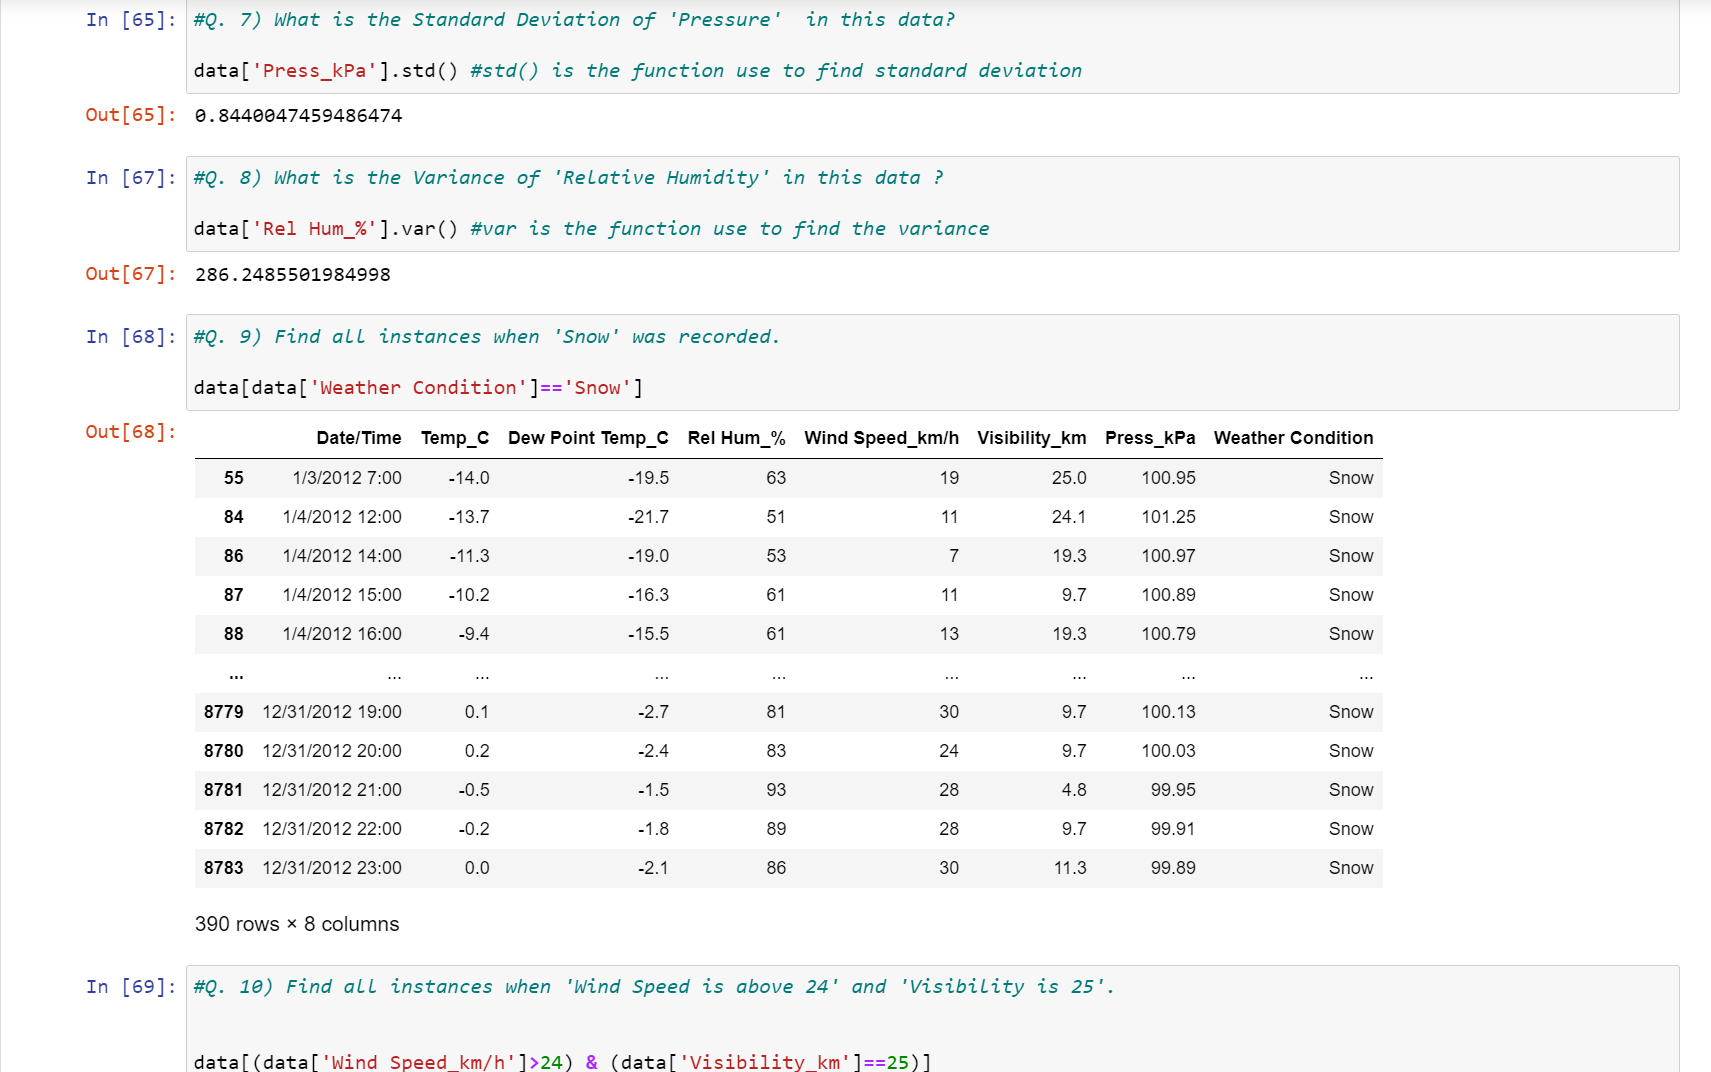 In [65]: #Q. 7) What is the Standard Deviation of 'Pressure'  in this data?
data['Press_kPa'].std() #std() is the function use to find standard deviation
Out[65]: 0.8440047459486474
In [67]: #Q. 8) What is the Variance of 'Relative Humidity' in this data ?
data['Rel Hum_%'].var() #var is the function use to find the variance
Out[67]: 286.2485501984998
In [68]: #Q. 9) Find all instances when 'Snow' was recorded.
data[data['Weather Condition']=='Snow']
Out[68]:
Date/Time Temp_C Dew Point Temp_C Rel Hum_% Wind Speed_km/h Visibility_km Press_kPa Weather Condition
55 1/3/2012 7:00 -14.0 -19.5 63 19 25.0 100.95 Snow
84 1/4/2012 12:00 -13.7 -21.7 51 11 24.1 101.25 Snow
86 1/4/2012 14:00 -11.3 -19.0 53 7 19.3 100.97 Snow
87 1/4/2012 15:00 -10.2 -16.3 61 11 9.7 100.89 Snow
88 1/4/2012 16:00 -9.4 -15.5 61 13 19.3 100.79 Snow
... ... ... ... ... ... ... ... ...
8779 12/31/2012 19:00 0.1 -2.7 81 30 9.7 100.13 Snow
8780 12/31/2012 20:00 0.2 -2.4 83 24 9.7 100.03 Snow
8781 12/31/2012 21:00 -0.5 -1.5 93 28 4.8 99.95 Snow
8782 12/31/2012 22:00 -0.2 -1.8 89 28 9.7 99.91 Snow
8783 12/31/2012 23:00 0.0 -2.1 86 30 11.3 99.89 Snow
390 rows × 8 columns
In [69]: #Q. 10) Find all instances when 'Wind Speed is above 24' and 'Visibility is 25'.
data[(data['Wind Speed_km/h']>24) & (data['Visibility_km']==25)]